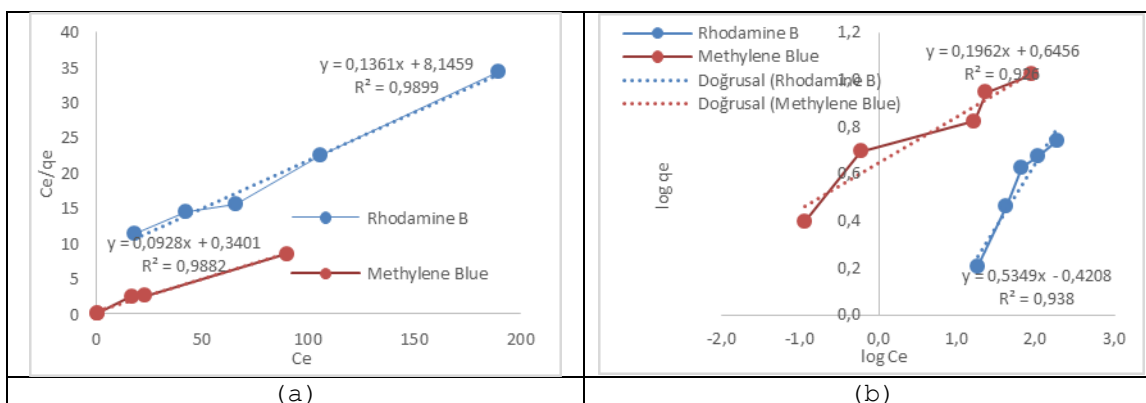 40
35
30
25
20
15
10
5
0
Ce/qe
y = 0,1361x + 8,1459
R² = 0,9899
Rhodamine B
y = 0,0928x + 0,3401
R² = 0,9882
Methylene Blue
0
50
100
150
200
Ce
(a)
Rhodamine B
Methylene Blue
Doğrusal (Rhodamine B)
Doğrusal (Methylene Blue)
1,2
1,0
0,8
0,6
0,4
0,2
0,0
y = 0,1962x + 0,6456
R² = 0,926
log qe
y = 0,5349x - 0,4208
R² = 0,938
-2,0
-1,0
0,0
1,0
2,0
3,0
log Ce
(b)